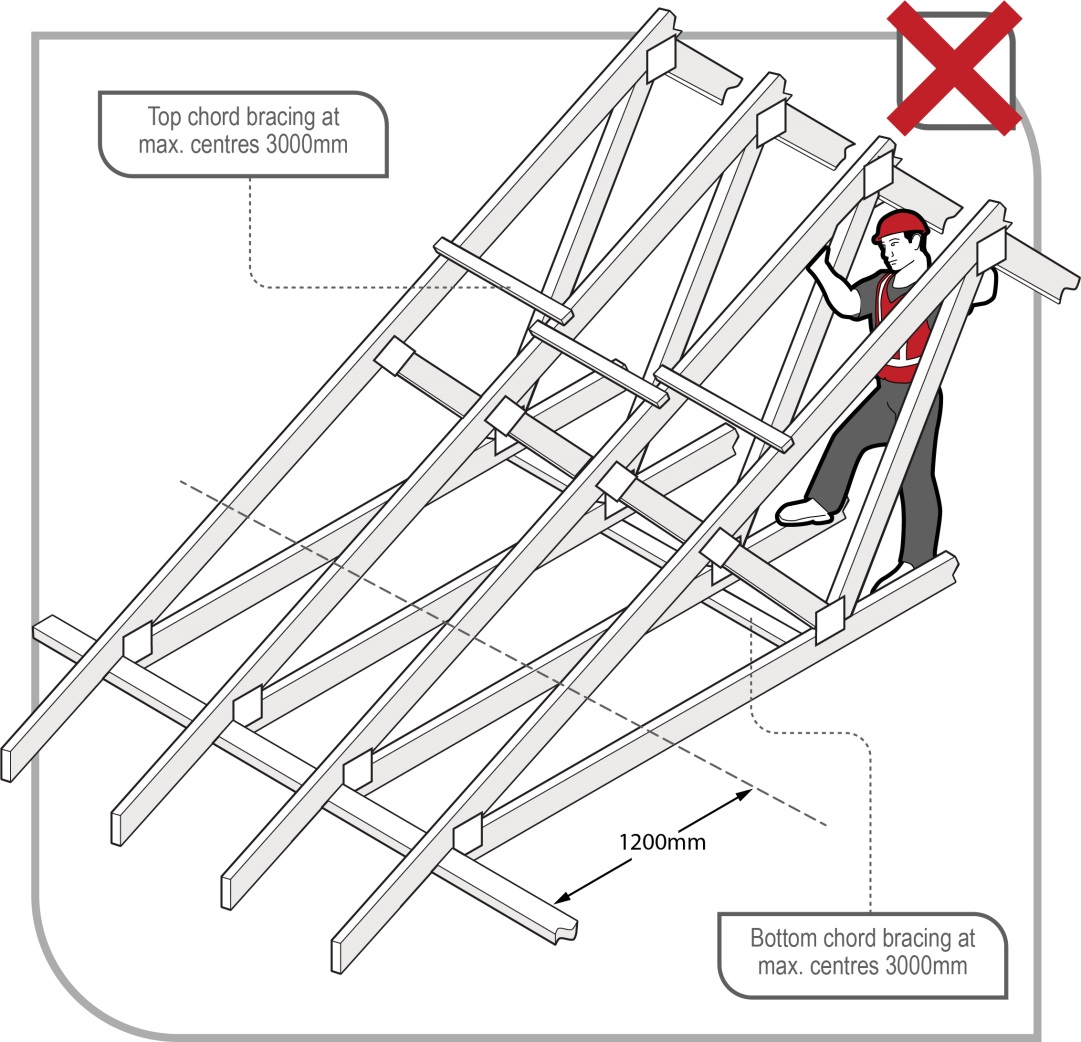 Top chord bracing at
max. centres 3000mm
1200mm
Bottom chord bracing at
max. centres 3000mm